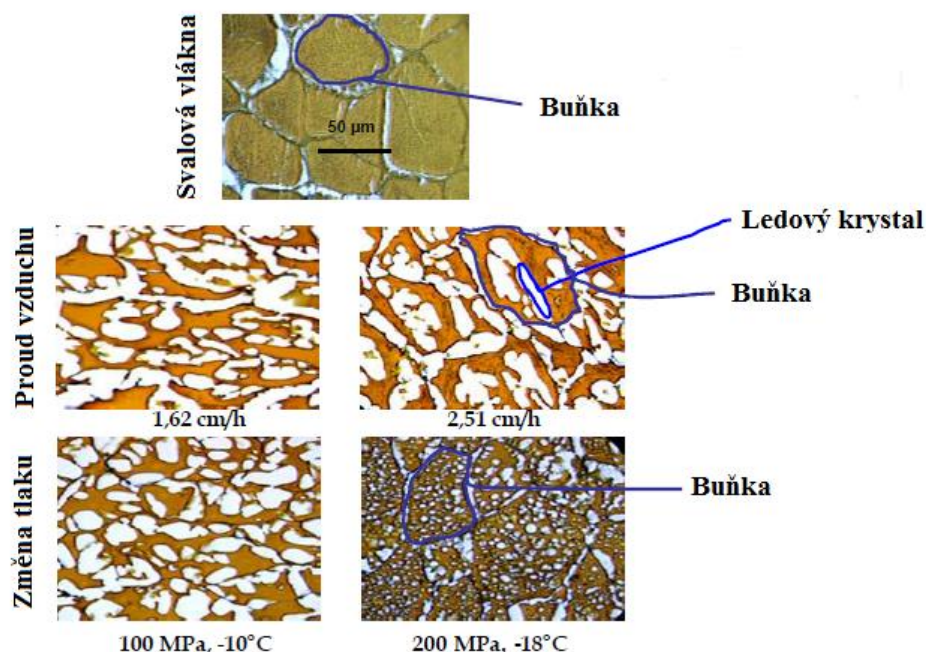 Svalová vlákna
Buňka
50 µm
Ledový krystal
Proud vzduchu
Buňka
1,62 cm/h
2,51 cm/h
Změna tlaku
Buňka
100 MPa, -10°C
200 MPa, -18°C